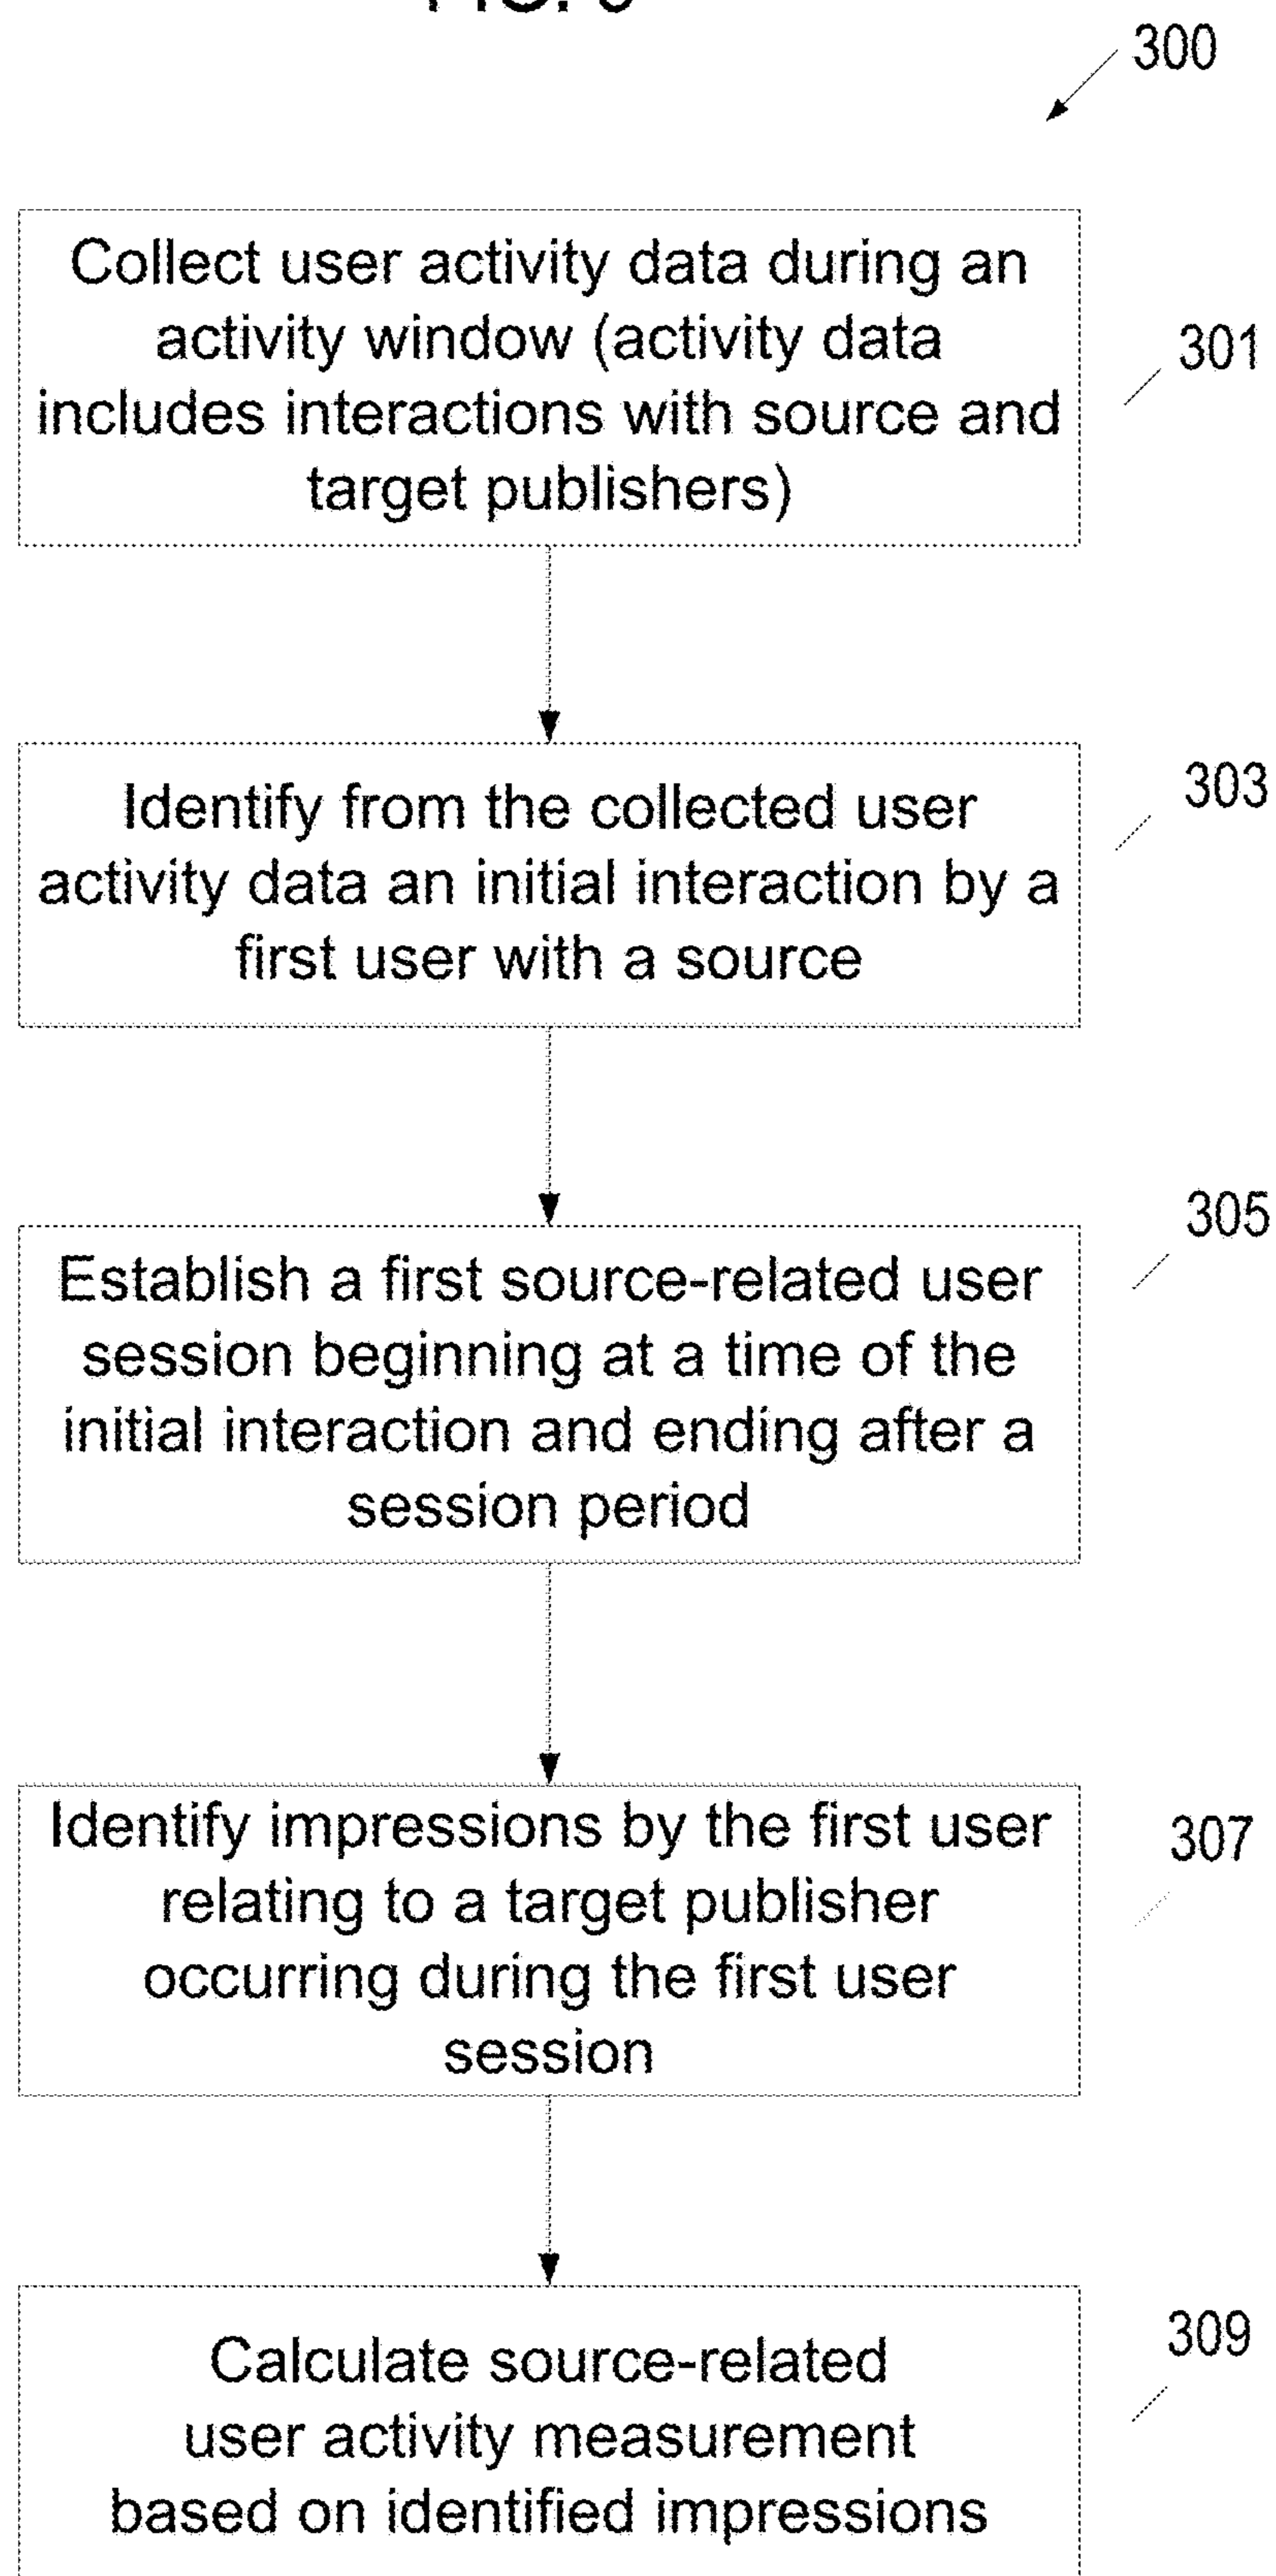 300
Collect user activity data during an
activity window (activity data
includes interactions with source and
target publishers)
301
Identify from the collected user
activity data an initial interaction by a
first user with a source
303
Establish a first source-related user
session beginning at a time of the
initial interaction and ending after a
session period
305
Identify impressions by the first user
relating to a target publisher
occurring during the first user
session
307
Calculate source-related
user activity measurement
based on identified impressions
309